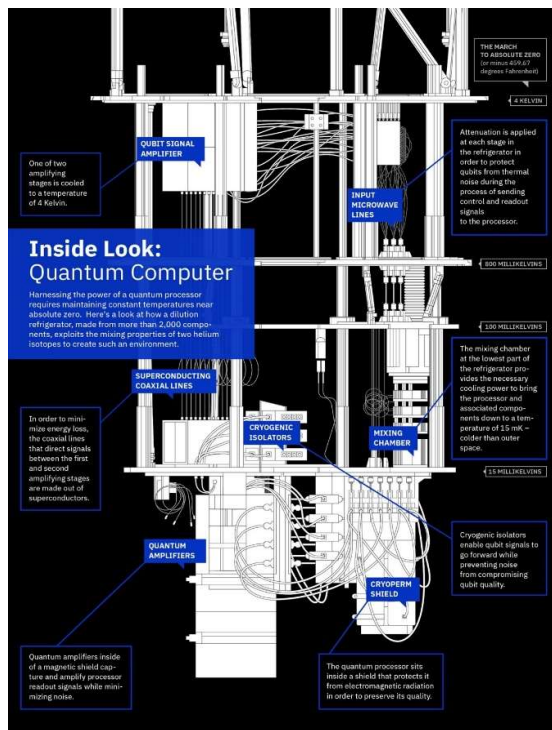 THE MARCH
TO ABSOLUTE ZERO
(or minus 459.67
degrees Fahrenheit)
4 KELVIN
QUBIT SIGNAL
AMPLIFIER
One of two
amplifying
stages is cooled
to a temperature
of 4 Kelvin.
INPUT
MICROWAVE
LINES
Attenuation is applied
at each stage in
the refrigerator in
order to protect
qubits from thermal
noise during the
process of sending
control and readout
signals
to the processor.
Inside Look:
Quantum Computer
Harnessing the power of a quantum processor
requires maintaining constant temperatures near
absolute zero. Here's a look at how a dilution
refrigerator, made from more than 2,000 compo-
nents, exploits the mixing properties of two helium
isotopes to create such an environment.
800 MILLIKELVINS
100 MILLIKELVINS
SUPERCONDUCTING
COAXIAL LINES
In order to mini-
mize energy loss,
the coaxial lines
that direct signals
between the first
and second
amplifying stages
are made out of
superconductors.
CRYOGENIC
ISOLATORS
MIXING
CHAMBER
The mixing chamber
at the lowest part of
the refrigerator pro-
vides the necessary
cooling power to bring
the processor and
associated compo-
nents down to a tem-
perature of 15 mK –
colder than outer
space.
15 MILLIKELVINS
QUANTUM
AMPLIFIERS
Cryogenic isolators
enable qubit signals to
go forward while
preventing noise
from compromising
qubit quality.
CRYOPERM
SHIELD
Quantum amplifiers inside
of a magnetic shield cap-
ture and amplify processor
readout signals while mini-
mizing noise.
The quantum processor sits
inside a shield that protects it
from electromagnetic radiation
in order to preserve its quality.